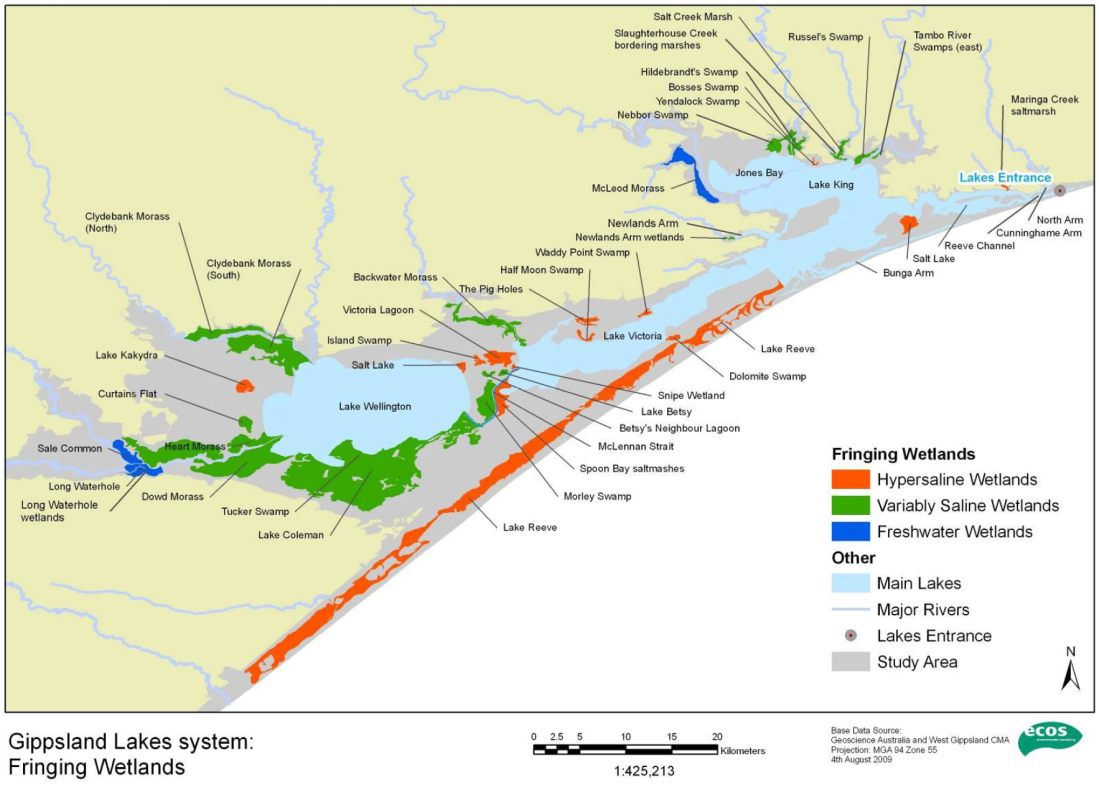 Salt Creek Marsh
Slaughterhouse Creek
bordering marshes
Russel's Swamp
Tambo River
Swamps (east)
Hildebrandt's Swamp
Bosses Swamp
Yendalock Swamp
Nebbor Swamp
Maringa Creek
saltmarsh
Jones Bay
Lake King
Lakes Entrance
McLeod Morass
North Arm
Cunninghame Arm
Reeve Channel
Salt Lake
Bunga Arm
Newlands Arm
Newlands Arm wetlands
Waddy Point Swamp
Half Moon Swamp
The Pig Holes
Backwater Morass
Victoria Lagoon
Island Swamp
Salt Lake
Clydebank Morass
(North)
Clydebank Morass
(South)
Lake Kakydra
Curtains Flat
Lake Wellington
Lake Victoria
Lake Reeve
Dolomite Swamp
Snipe Wetland
Lake Betsy
Betsy's Neighbour Lagoon
McLennan Strait
Spoon Bay saltmashes
Morley Swamp
Sale Common
Heart Morass
Long Waterhole
Long Waterhole
wetlands
Dowd Morass
Tucker Swamp
Lake Coleman
Lake Reeve
Fringing Wetlands
Hypersaline Wetlands
Variably Saline Wetlands
Freshwater Wetlands
Other
Main Lakes
Major Rivers
Lakes Entrance
Study Area
N
Gippsland Lakes system:
Fringing Wetlands
0 2.5 5 10 15 20
Kilometers
1:425,213
Base Data Source:
Geoscience Australia and West Gippsland CMA
Projection: MGA 94 Zone 55
4th August 2009
ecos